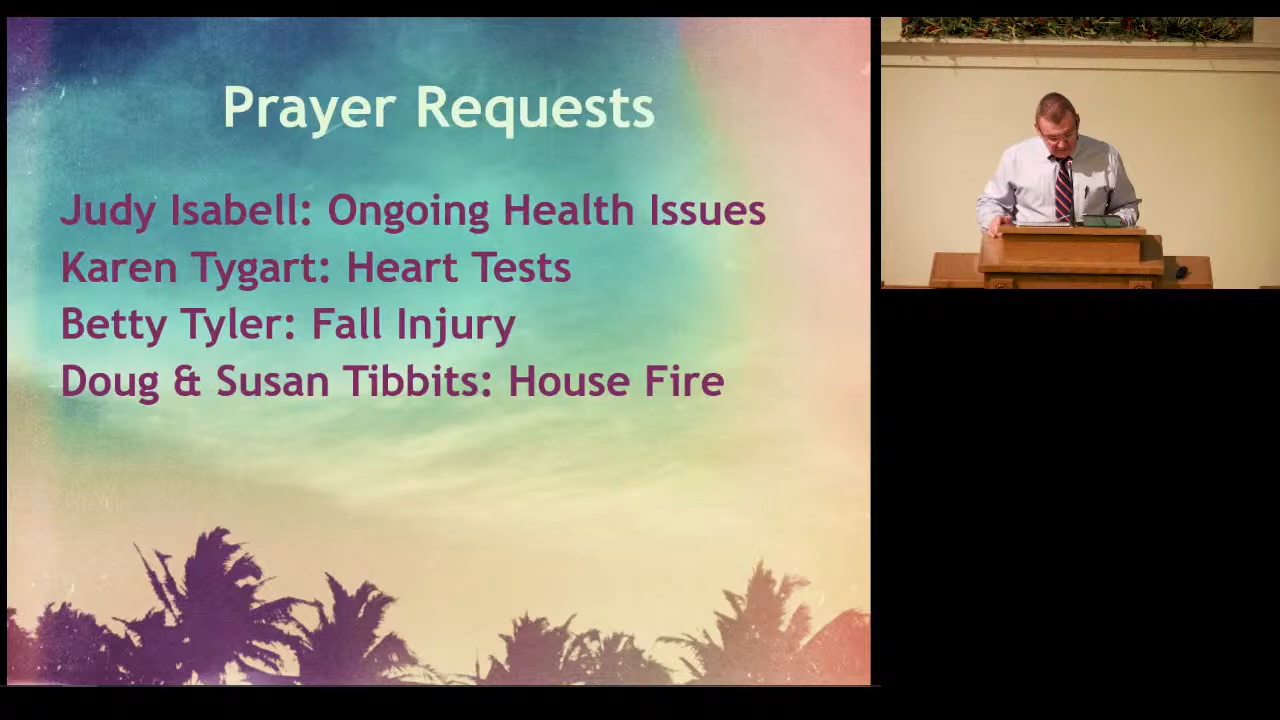 Prayer Requests
Judy Isabell: Ongoing Health Issues
Karen Tygart: Heart Tests
Betty Tyler: Fall Injury
Doug & Susan Tibbits: House Fire